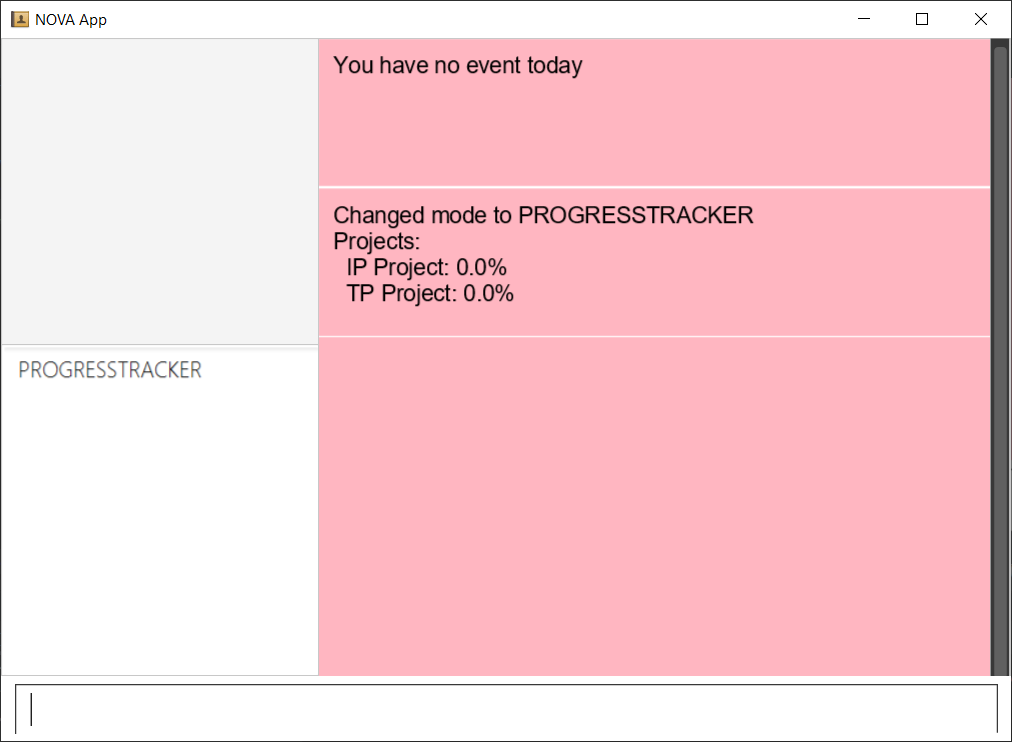 NOVA App
You have no event today
Changed mode to PROGRESSTRACKER
Projects:
IP Project: 0.0%
TP Project: 0.0%
PROGRESSTRACKER